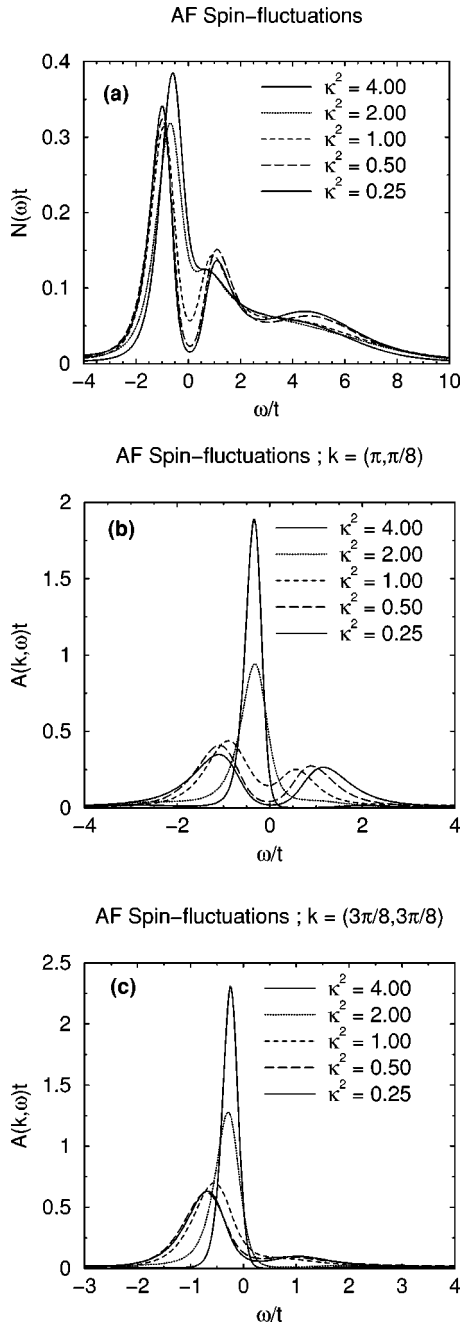 AF Spin-fluctuations
(a)
κ² = 4.00
κ² = 2.00
κ² = 1.00
κ² = 0.50
κ² = 0.25
N(ω)t
0.4
0.3
0.2
0.1
0
-4 -2 0 2 4 6 8 10
ω/t
AF Spin-fluctuations ; k = (π,π/8)
(b)
κ² = 4.00
κ² = 2.00
κ² = 1.00
κ² = 0.50
κ² = 0.25
A(k,ω)t
2
1.5
1
0.5
0
-4 -2 0 2 4
ω/t
AF Spin-fluctuations ; k = (3π/8,3π/8)
(c)
κ² = 4.00
κ² = 2.00
κ² = 1.00
κ² = 0.50
κ² = 0.25
A(k,ω)t
2.5
2
1.5
1
0.5
0
-3 -2 -1 0 1 2 3 4
ω/t